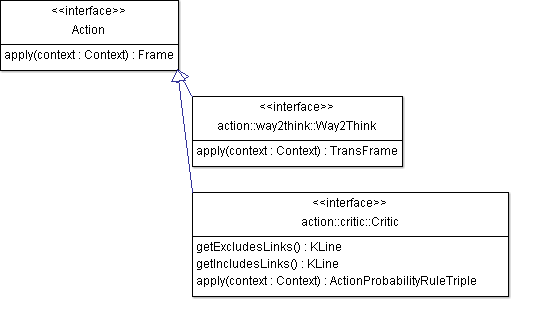 <<interface>>
Action
apply(context : Context) : Frame
<<interface>>
action::way2think::Way2Think
apply(context : Context) : TransFrame
<<interface>>
action::critic::Critic
getExcludesLinks() : KLine
getIncludesLinks() : KLine
apply(context : Context) : ActionProbabilityRuleTriple